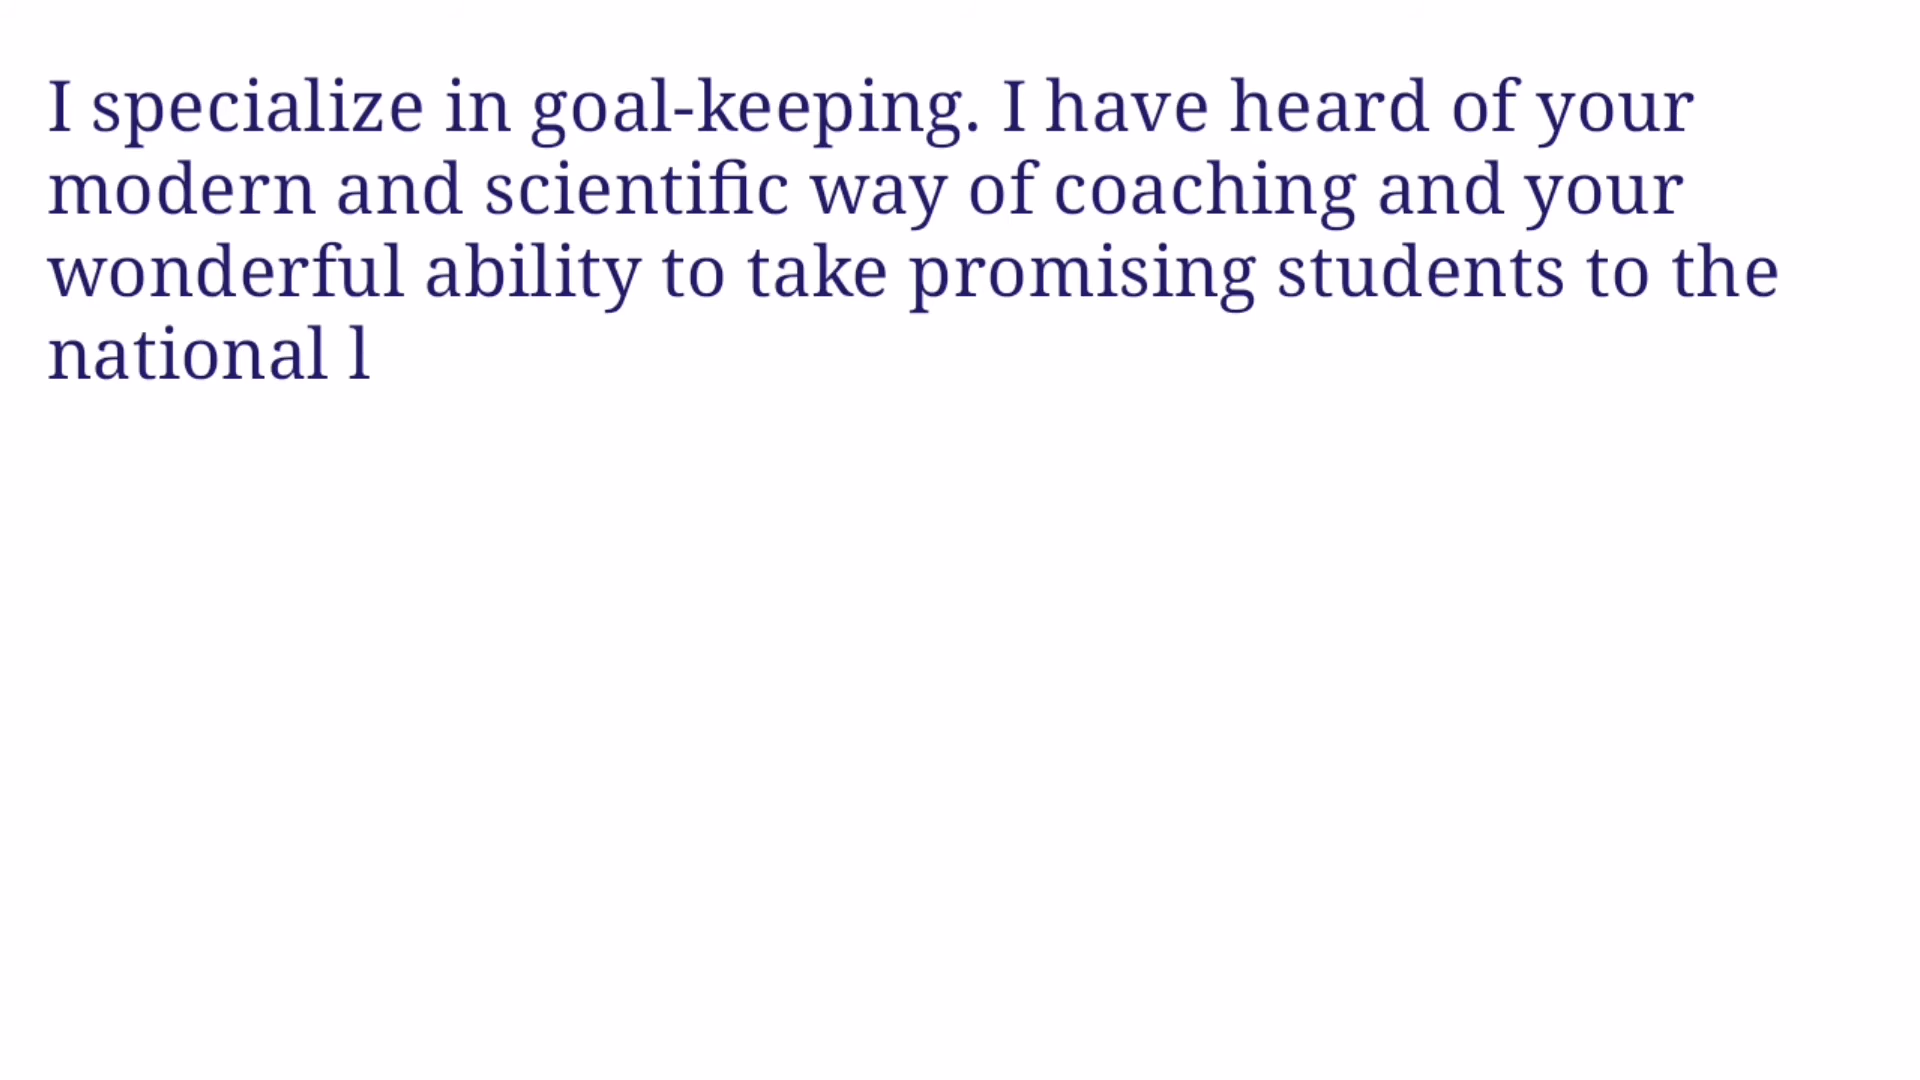 I specialize in goal-keeping. I have heard of your
modern and scientific way of coaching and your
wonderful ability to take promising students to the
national l